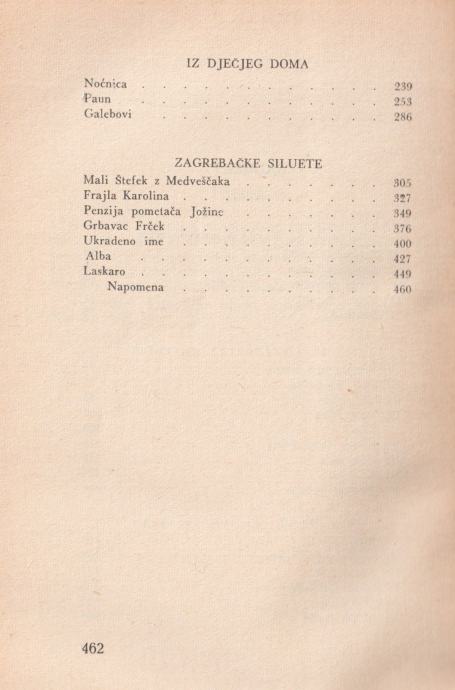 IZ DJEČJEG DOMA
Noćnica . . . . . . . . . . . . 239
Paun . . . . . . . . . . . . 253
Galebovi . . . . . . . . . . . 286
ZAGREBAČKE SILUETE
Mali Štefek z Medveščaka . . . . . . . 305
Frajla Karolina . . . . . . . . . . 327
Penzija pometača Jožine . . . . . . . . 349
Grbavac Frček . . . . . . . . . . 376
Ukradeno ime . . . . . . . . . . 400
Alba . . . . . . . . . . . . 427
Laskaro . . . . . . . . . . . . 449
Napomena . . . . . . . . . . 460
462